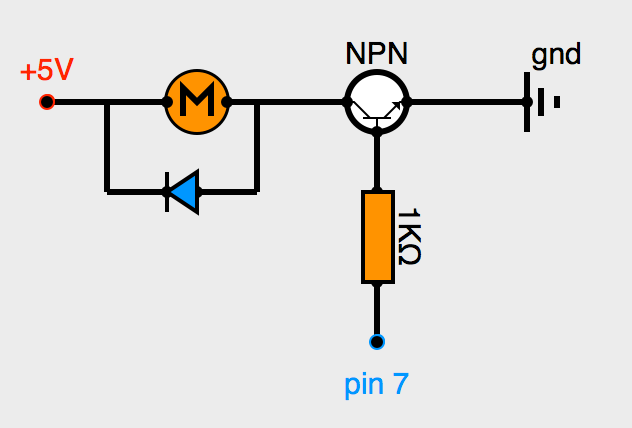 NPN
gnd
+5V
M
1KΩ
pin 7